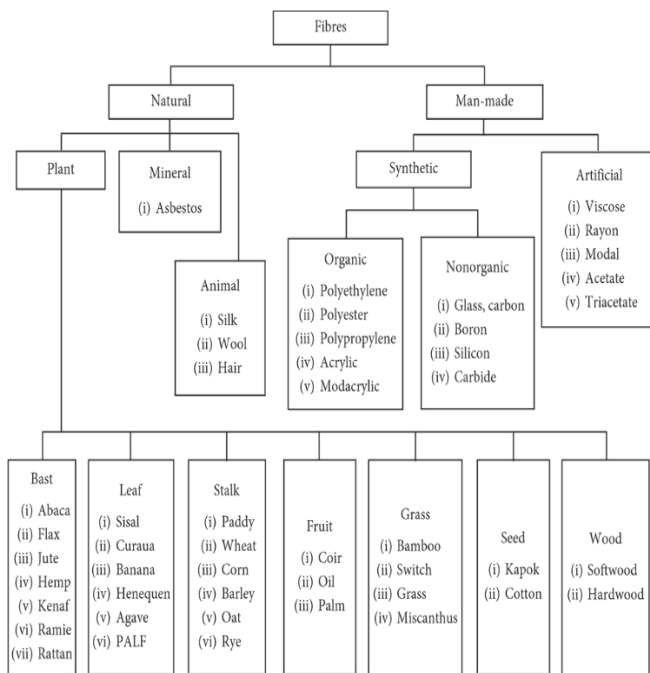 Fibres
Natural
Man-made
Plant
Mineral
(i) Asbestos
Animal
(i) Silk
(ii) Wool
(iii) Hair
Synthetic
Artificial
(i) Viscose
(ii) Rayon
(iii) Modal
(iv) Acetate
(v) Triacetate
Organic
(i) Polyethylene
(ii) Polyester
(iii) Polypropylene
(iv) Acrylic
(v) Modacrylic
Nonorganic
(i) Glass, carbon
(ii) Boron
(iii) Silicon
(iv) Carbide
Bast
(i) Abaca
(ii) Flax
(iii) Jute
(iv) Hemp
(v) Kenaf
(vi) Ramie
(vii) Rattan
Leaf
(i) Sisal
(ii) Curaua
(iii) Banana
(iv) Henequen
(v) Agave
(vi) PALF
Stalk
(i) Paddy
(ii) Wheat
(iii) Corn
(iv) Barley
(v) Oat
(vi) Rye
Fruit
(i) Coir
(ii) Oil
(iii) Palm
Grass
(i) Bamboo
(ii) Switch
(iii) Grass
(iv) Miscanthus
Seed
(i) Kapok
(ii) Cotton
Wood
(i) Softwood
(ii) Hardwood